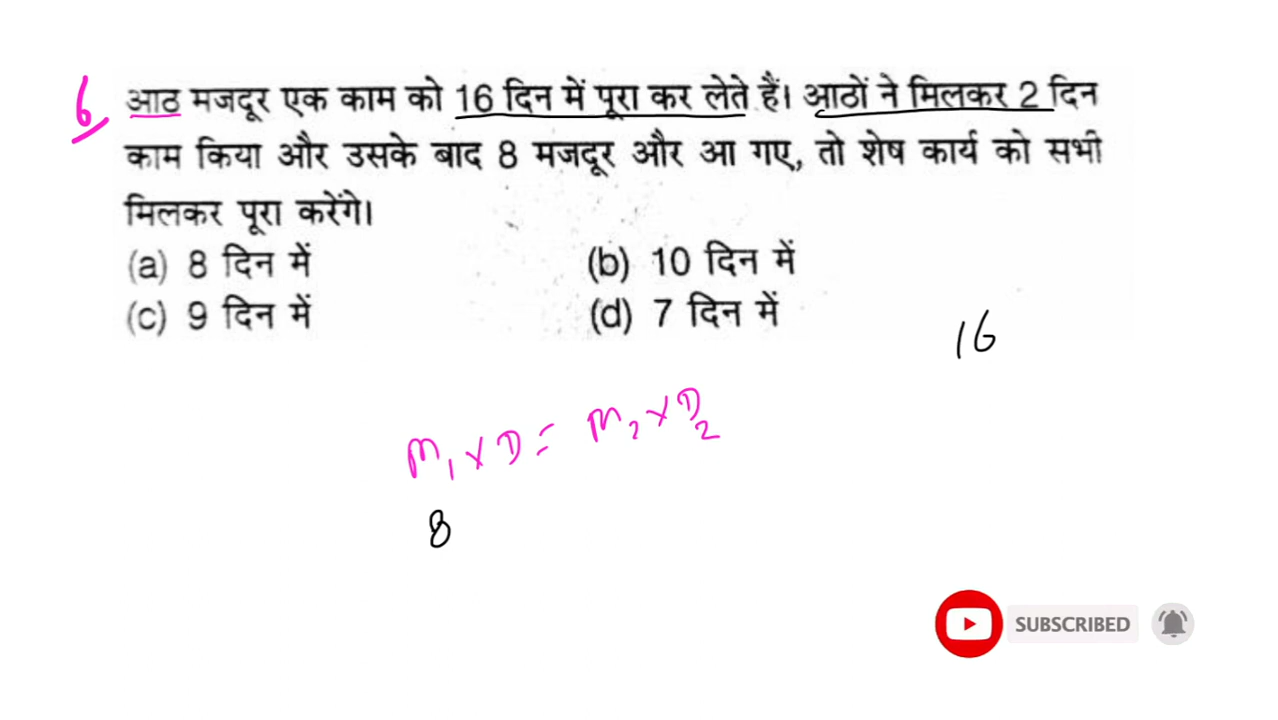 6 आठ मजदूर एक काम को 16 दिन में पूरा कर लेते हैं। आठों ने मिलकर 2 दिन
काम किया और उसके बाद 8 मजदूर और आ गए, तो शेष कार्य को सभी
मिलकर पूरा करेंगे।
(a) 8 दिन में (b) 10 दिन में
(c) 9 दिन में (d) 7 दिन में
16
M₁ × D = M₂ × D₂
8
SUBSCRIBED